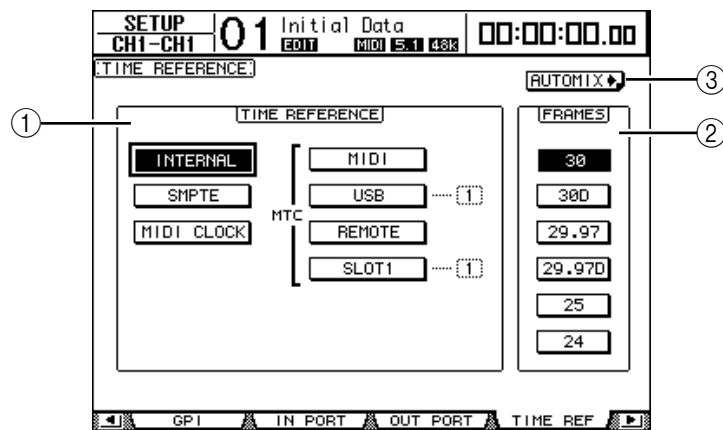 SETUP
CH1-CH1
01
Initial Data
EDIT MIDI 5.1 48k
00:00:00.00
TIME REFERENCE
AUTOMIX
3
1
TIME REFERENCE
FRAMES
2
INTERNAL
SMPTE
MIDI CLOCK
MTC
MIDI
USB 1
REMOTE
SLOT1 1
30
30D
29.97
29.97D
25
24
GPI IN PORT OUT PORT TIME REF